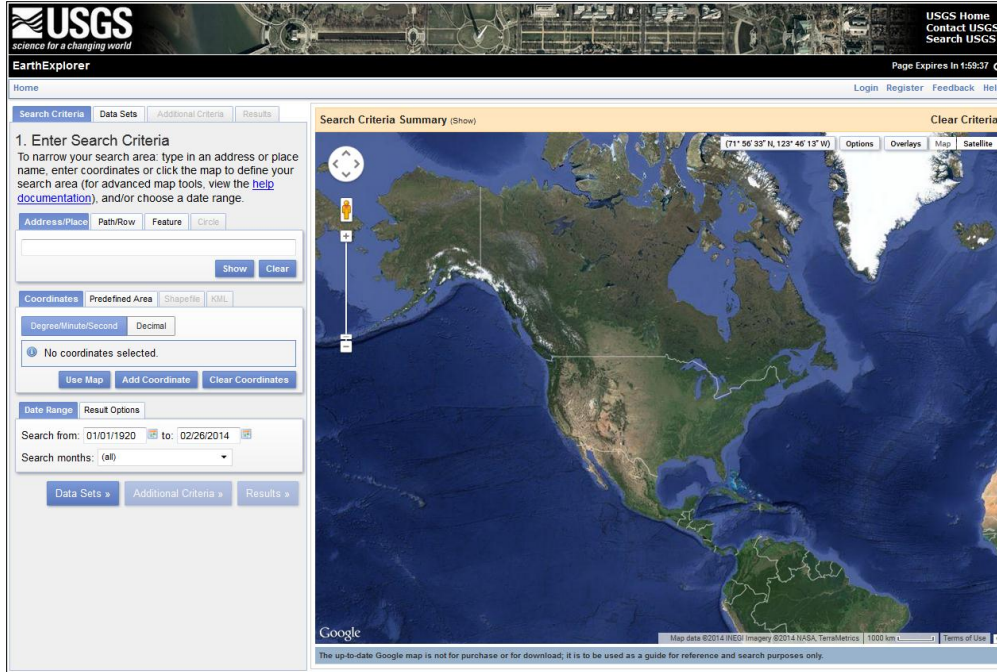 USGS
science for a changing world
USGS Home
Contact USGS
Search USGS
EarthExplorer
Page Expires In 1:59:37
Home
Login Register Feedback Hel
Search Criteria Data Sets Additional Criteria Results
1. Enter Search Criteria
To narrow your search area: type in an address or place
name, enter coordinates or click the map to define your
search area (for advanced map tools, view the help
documentation), and/or choose a date range.
Address/Place Path/Row Feature Circle
Show Clear
Coordinates Predefined Area Shapefile KML
Degree/Minute/Second Decimal
No coordinates selected.
Use Map Add Coordinate Clear Coordinates
Date Range Result Options
Search from: 01/01/1920 to: 02/26/2014
Search months: (all)
Data Sets » Additional Criteria » Results »
Search Criteria Summary (Show) Clear Criteria
(71° 56' 33" N, 123° 46' 13" W) Options Overlays Map Satellite
Google
Map data ©2014 INEGI Imagery ©2014 NASA, TerraMetrics 1000 km Terms of Use
The up-to-date Google map is not for purchase or for download; it is to be used as a guide for reference and search purposes only.